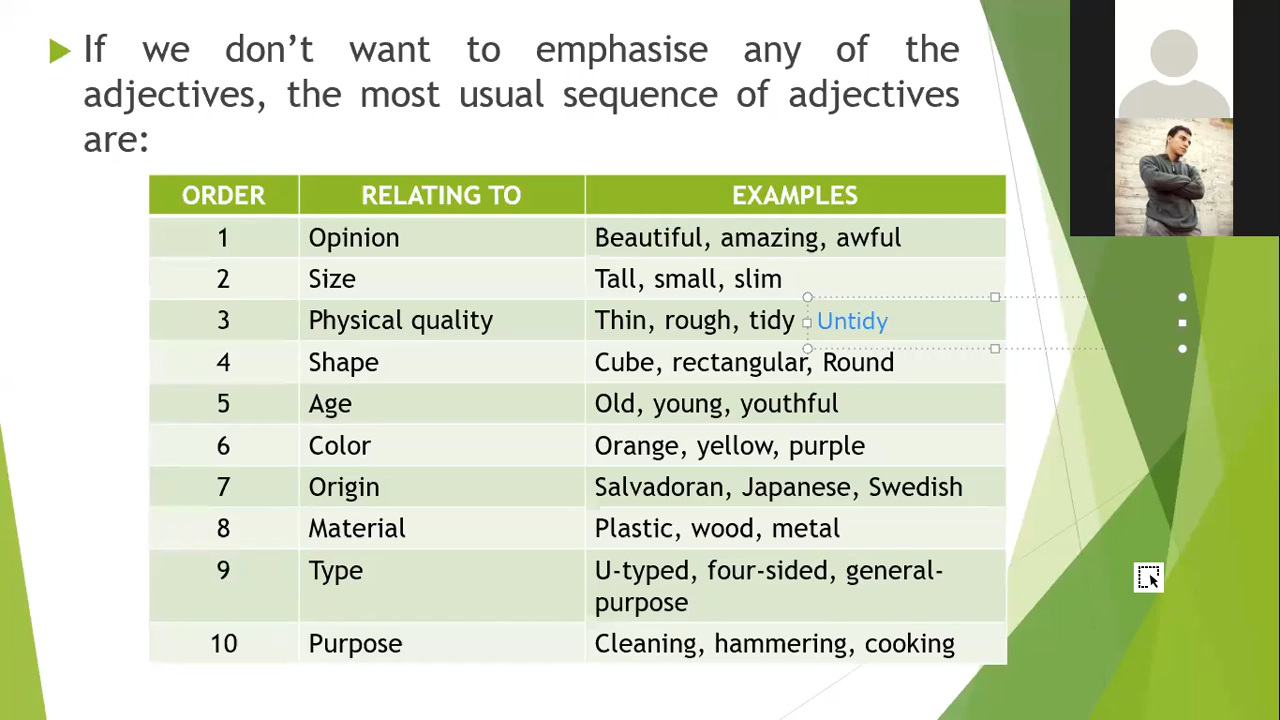 If we don’t want to emphasise any of the
adjectives, the most usual sequence of adjectives
are:
ORDER RELATING TO EXAMPLES
1 Opinion Beautiful, amazing, awful
2 Size Tall, small, slim
3 Physical quality Thin, rough, tidy Untidy
4 Shape Cube, rectangular, Round
5 Age Old, young, youthful
6 Color Orange, yellow, purple
7 Origin Salvadoran, Japanese, Swedish
8 Material Plastic, wood, metal
9 Type U-typed, four-sided, general-
purpose
10 Purpose Cleaning, hammering, cooking